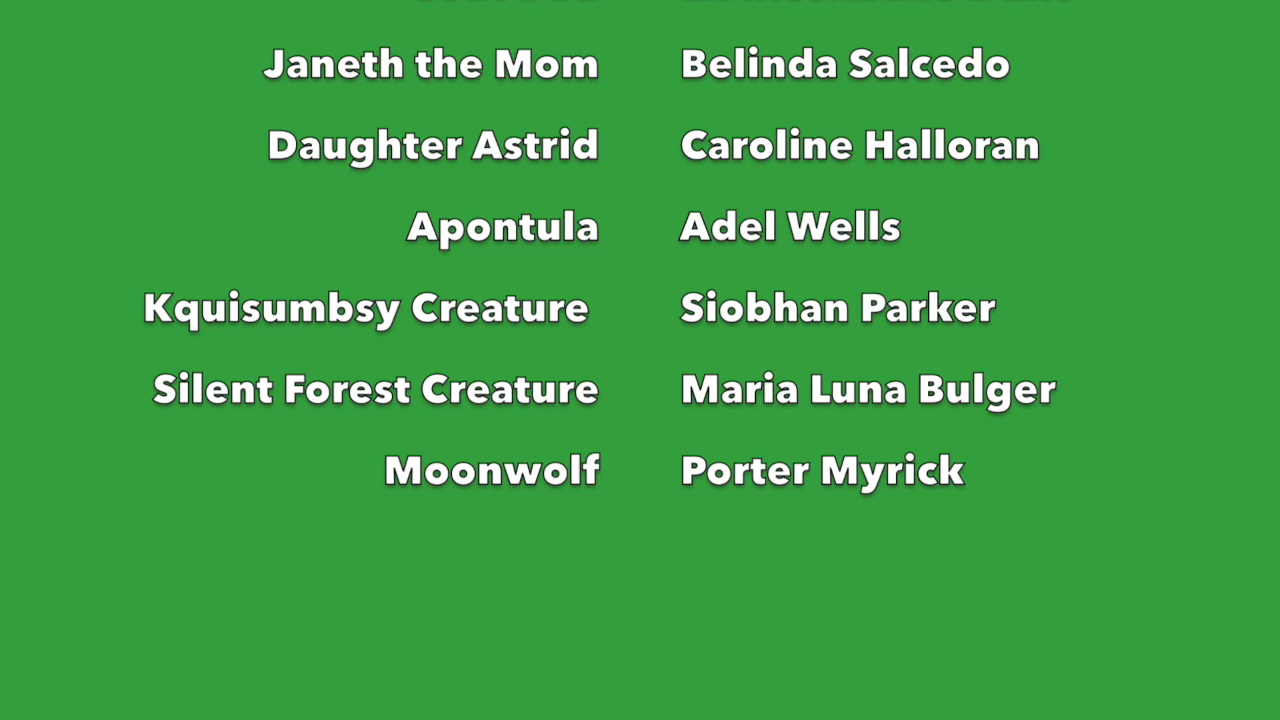 Janeth the Mom Belinda Salcedo
Daughter Astrid Caroline Halloran
Apontula Adel Wells
Kquisumbsy Creature Siobhan Parker
Silent Forest Creature Maria Luna Bulger
Moonwolf Porter Myrick